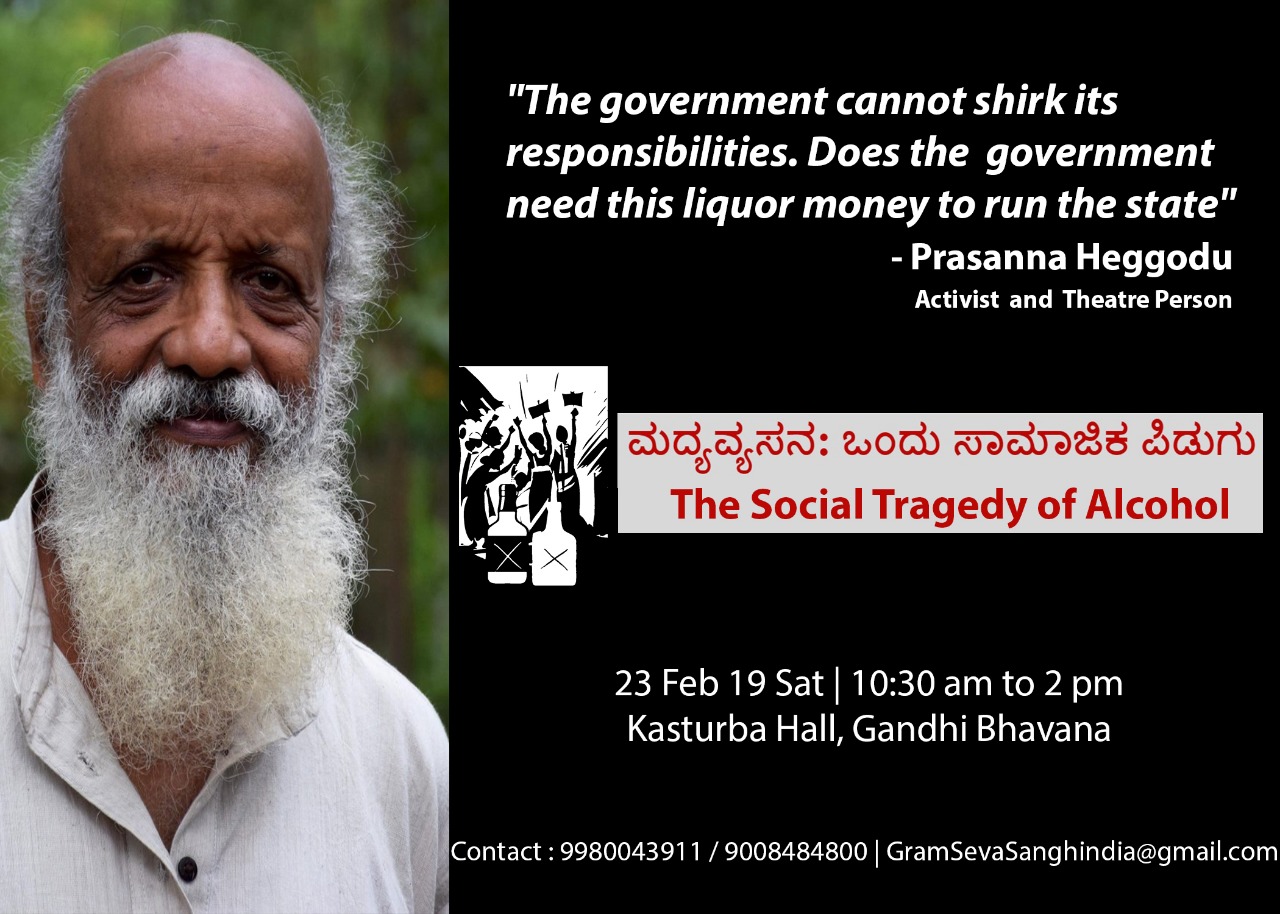 "The government cannot shirk its
responsibilities. Does the government
need this liquor money to run the state"
- Prasanna Heggodu
Activist and Theatre Person
ಮದ್ಯವ್ಯಸನ: ಒಂದು ಸಾಮಾಜಿಕ ಪಿಡುಗು
The Social Tragedy of Alcohol
23 Feb 19 Sat | 10:30 am to 2 pm
Kasturba Hall, Gandhi Bhavana
Contact : 9980043911 / 9008484800 | GramSevaSanghindia@gmail.com